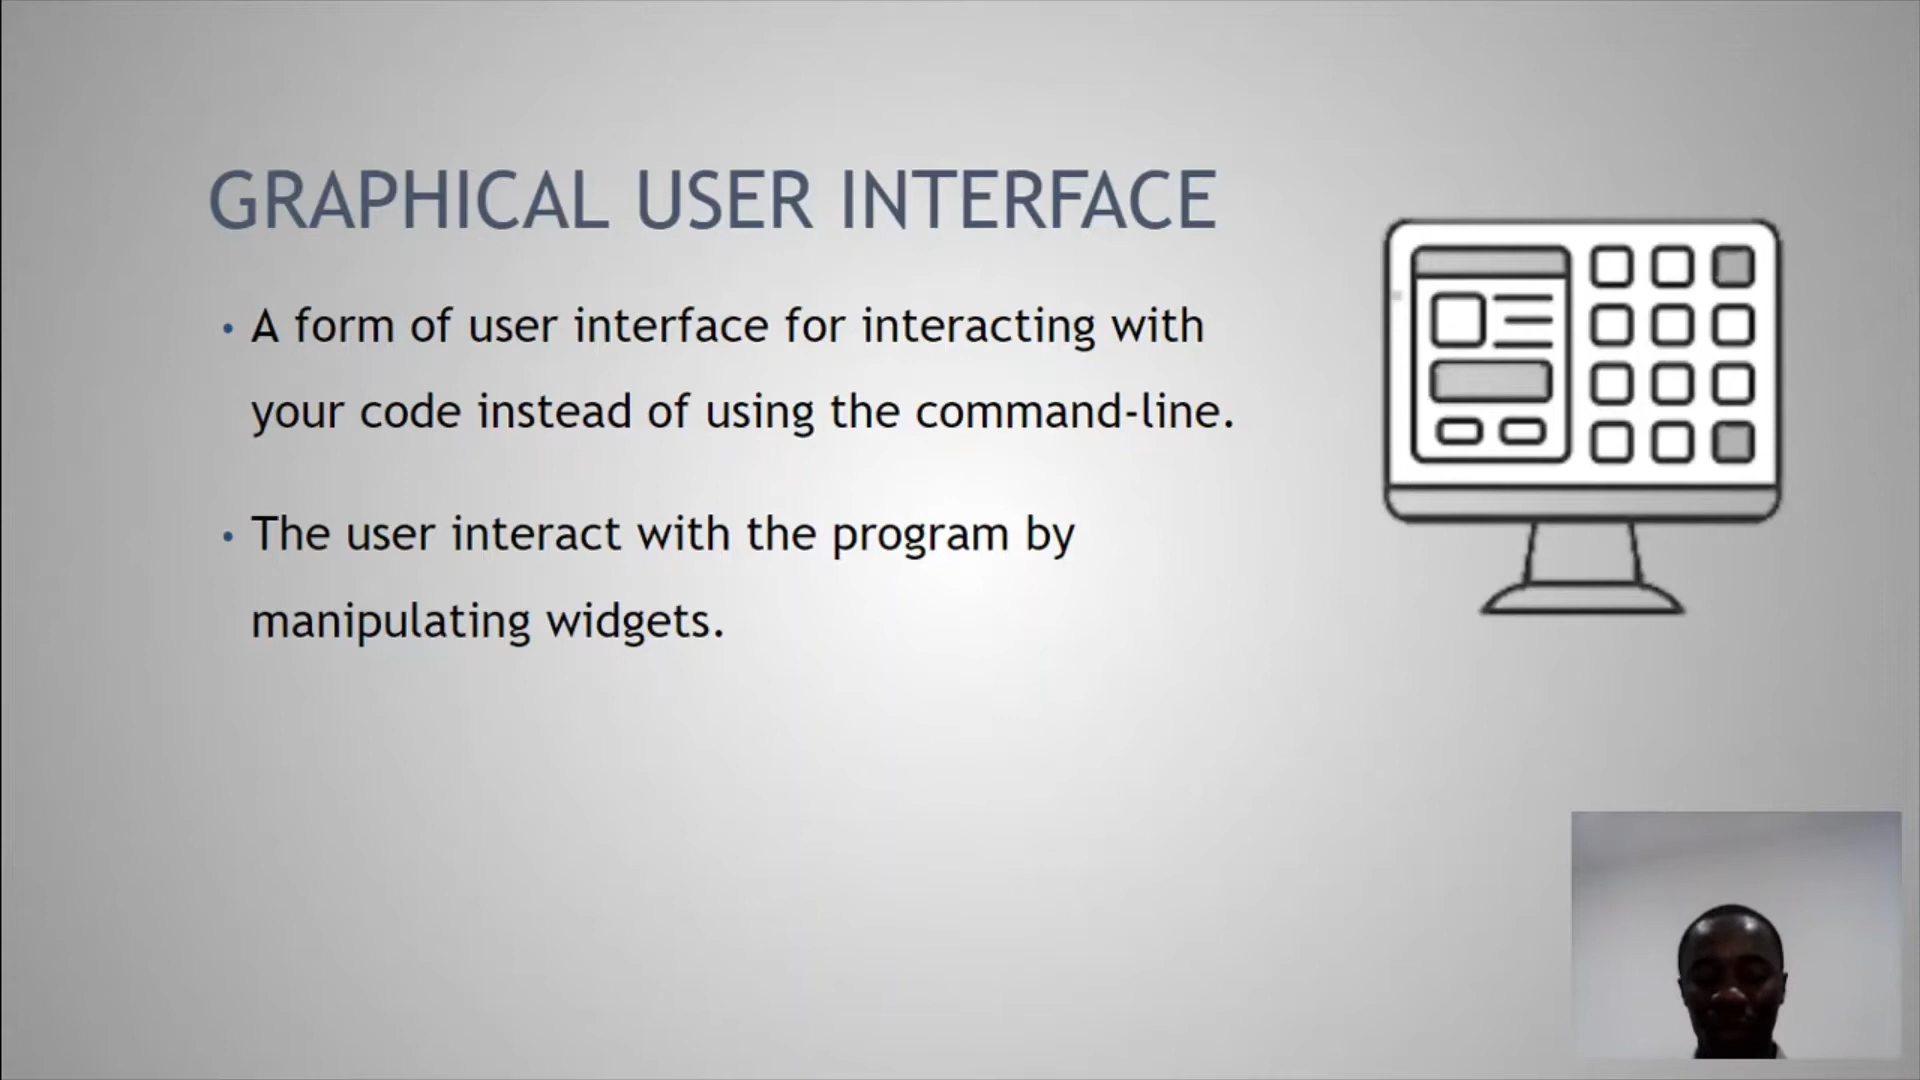 GRAPHICAL USER INTERFACE
• A form of user interface for interacting with
your code instead of using the command-line.
• The user interact with the program by
manipulating widgets.